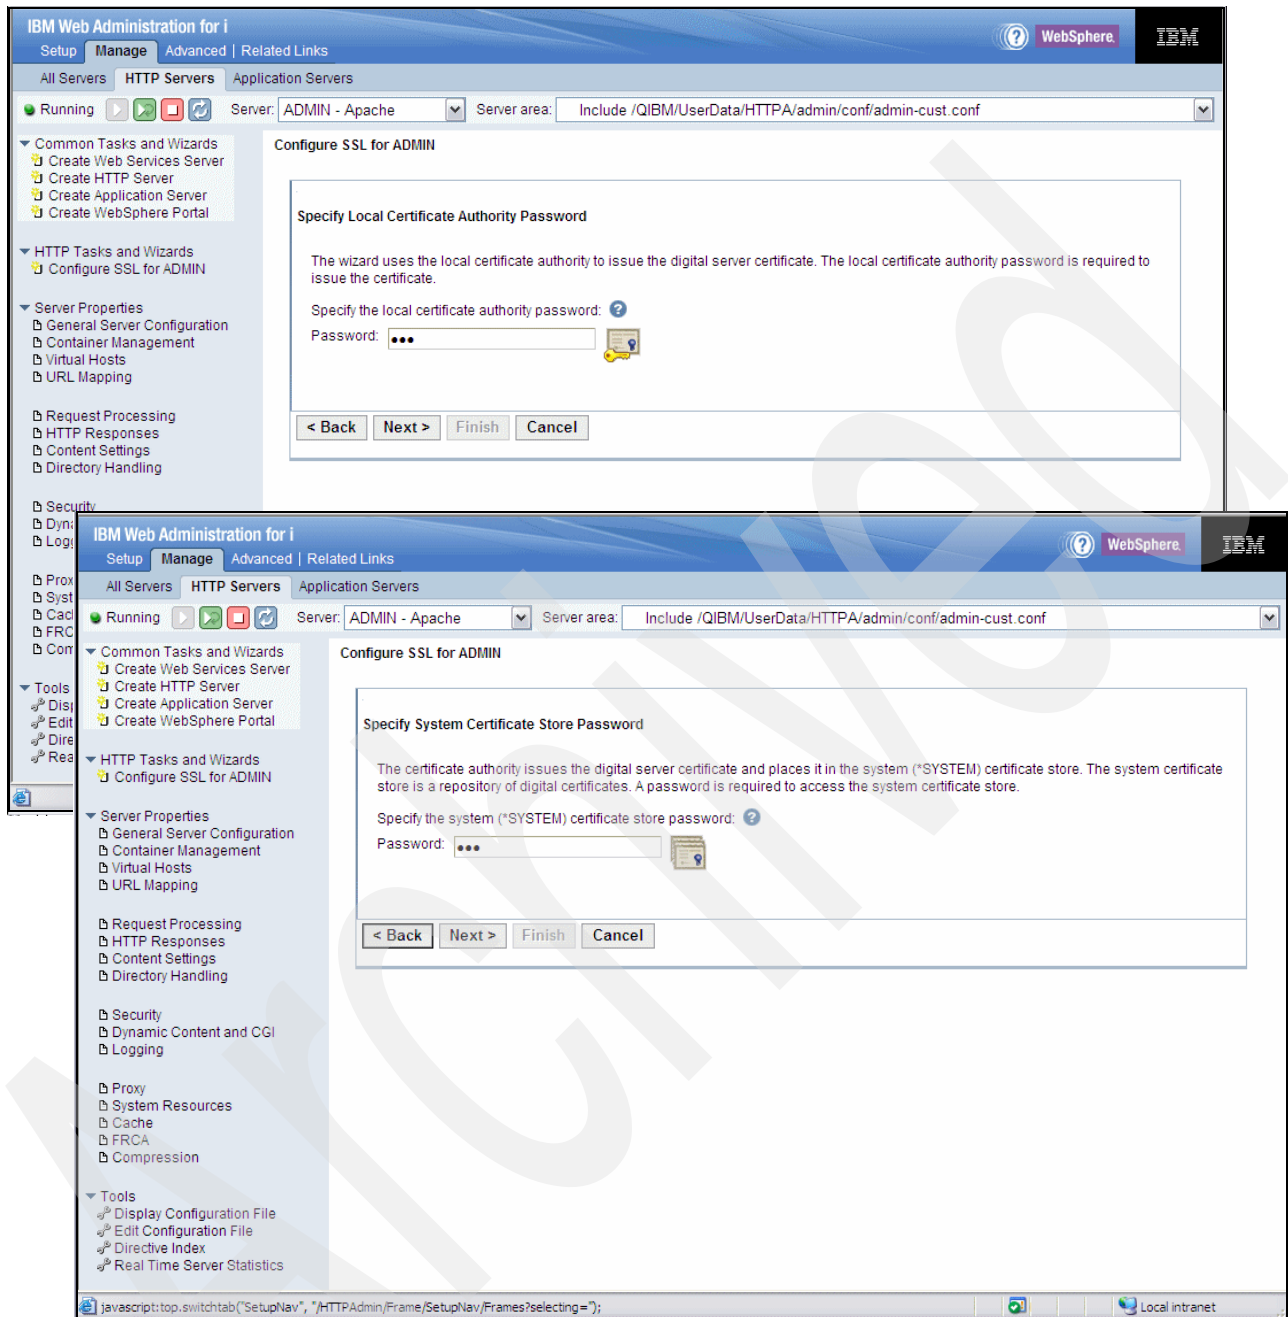 IBM Web Administration for i
WebSphere. IBM
Setup Manage Advanced | Related Links
All Servers HTTP Servers Application Servers
Running Server: ADMIN - Apache Server area: Include /QIBM/UserData/HTTPA/admin/conf/admin-cust.conf
Common Tasks and Wizards
Create Web Services Server
Create HTTP Server
Create Application Server
Create WebSphere Portal
HTTP Tasks and Wizards
Configure SSL for ADMIN
Server Properties
General Server Configuration
Container Management
Virtual Hosts
URL Mapping
Request Processing
HTTP Responses
Content Settings
Directory Handling
Security
Dyna
Logg
Prox
Syst
Cac
FRC
Com
Tools
Disp
Edit
Dire
Rea
Configure SSL for ADMIN
Specify Local Certificate Authority Password
The wizard uses the local certificate authority to issue the digital server certificate. The local certificate authority password is required to
issue the certificate.
Specify the local certificate authority password: ?
Password: •••
< Back Next > Finish Cancel
IBM Web Administration for i
WebSphere. IBM
Setup Manage Advanced | Related Links
All Servers HTTP Servers Application Servers
Running Server: ADMIN - Apache Server area: Include /QIBM/UserData/HTTPA/admin/conf/admin-cust.conf
Common Tasks and Wizards
Create Web Services Server
Create HTTP Server
Create Application Server
Create WebSphere Portal
HTTP Tasks and Wizards
Configure SSL for ADMIN
Server Properties
General Server Configuration
Container Management
Virtual Hosts
URL Mapping
Request Processing
HTTP Responses
Content Settings
Directory Handling
Security
Dynamic Content and CGI
Logging
Proxy
System Resources
Cache
FRCA
Compression
Tools
Display Configuration File
Edit Configuration File
Directive Index
Real Time Server Statistics
Configure SSL for ADMIN
Specify System Certificate Store Password
The certificate authority issues the digital server certificate and places it in the system (*SYSTEM) certificate store. The system certificate
store is a repository of digital certificates. A password is required to access the system certificate store.
Specify the system (*SYSTEM) certificate store password: ?
Password: •••
< Back Next > Finish Cancel
javascript:top.switchtab("SetupNav", "/HTTPAdmin/Frame/SetupNav/Frames?selecting=");
Local intranet
Archived